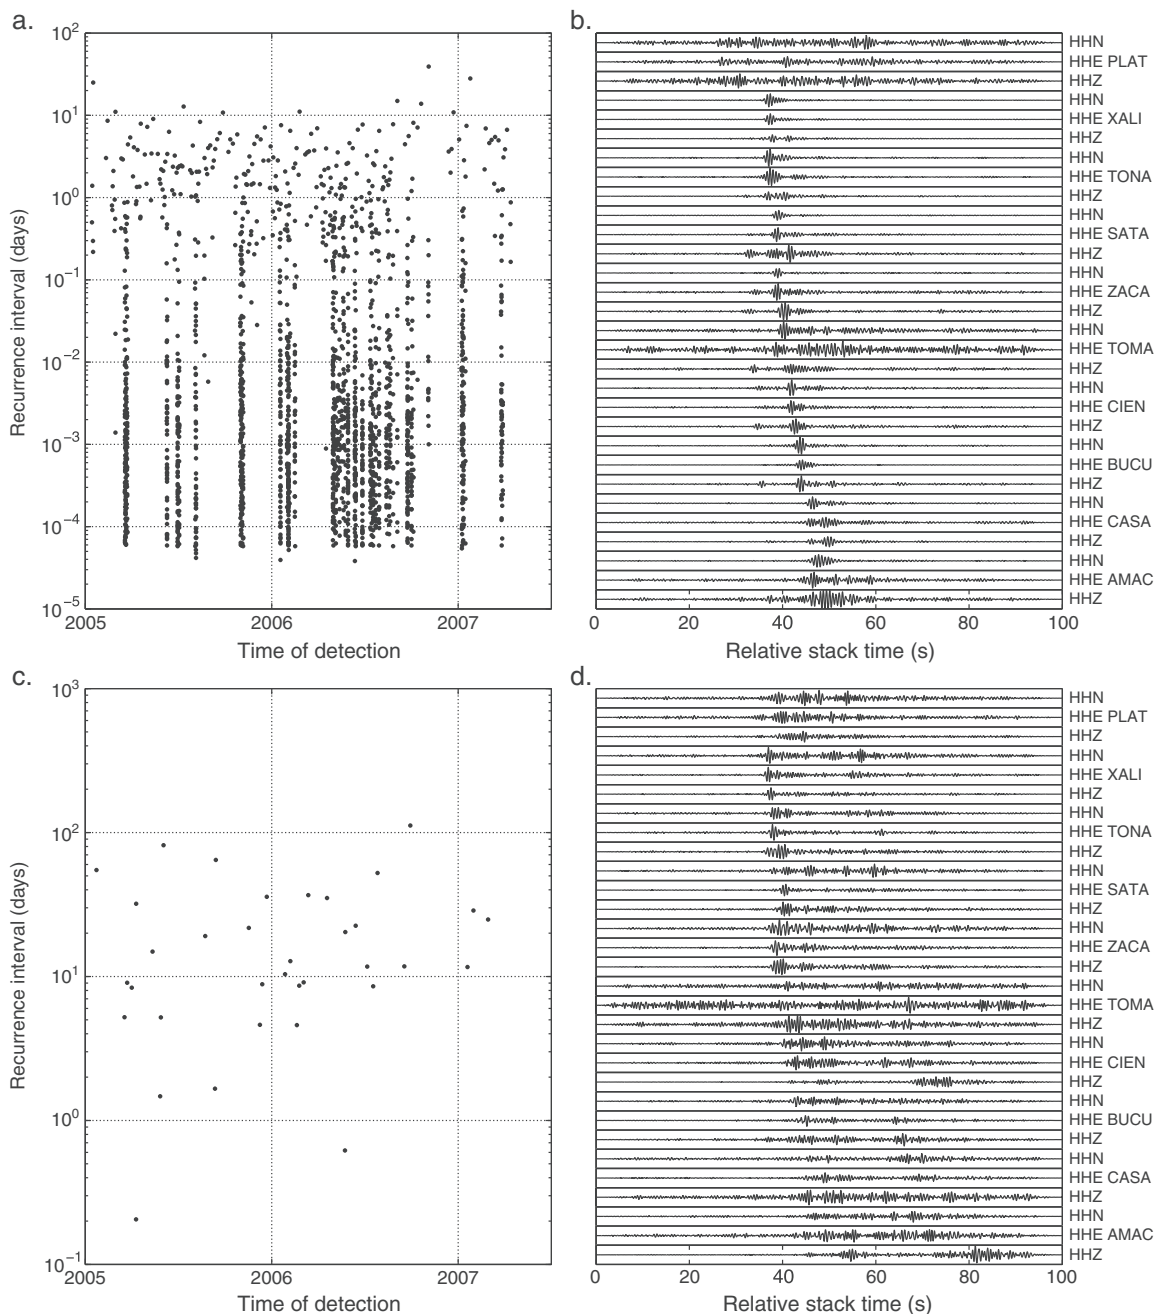 a.
10^2
10^1
10^0
10^-1
10^-2
10^-3
10^-4
10^-5
Recurrence interval (days)
2005
2006
2007
Time of detection
b.
HHN
HHE PLAT
HHZ
HHN
HHE XALI
HHZ
HHN
HHE TONA
HHZ
HHN
HHE SATA
HHZ
HHN
HHE ZACA
HHZ
HHN
HHE TOMA
HHZ
HHN
HHE CIEN
HHZ
HHN
HHE BUCU
HHZ
HHN
HHE CASA
HHZ
HHN
HHE AMAC
HHZ
0
20
40
60
80
100
Relative stack time (s)
c.
10^3
10^2
10^1
10^0
10^-1
Recurrence interval (days)
2005
2006
2007
Time of detection
d.
HHN
HHE PLAT
HHZ
HHN
HHE XALI
HHZ
HHN
HHE TONA
HHZ
HHN
HHE SATA
HHZ
HHN
HHE ZACA
HHZ
HHN
HHE TOMA
HHZ
HHN
HHE CIEN
HHZ
HHN
HHE BUCU
HHZ
HHN
HHE CASA
HHZ
HHN
HHE AMAC
HHZ
0
20
40
60
80
100
Relative stack time (s)